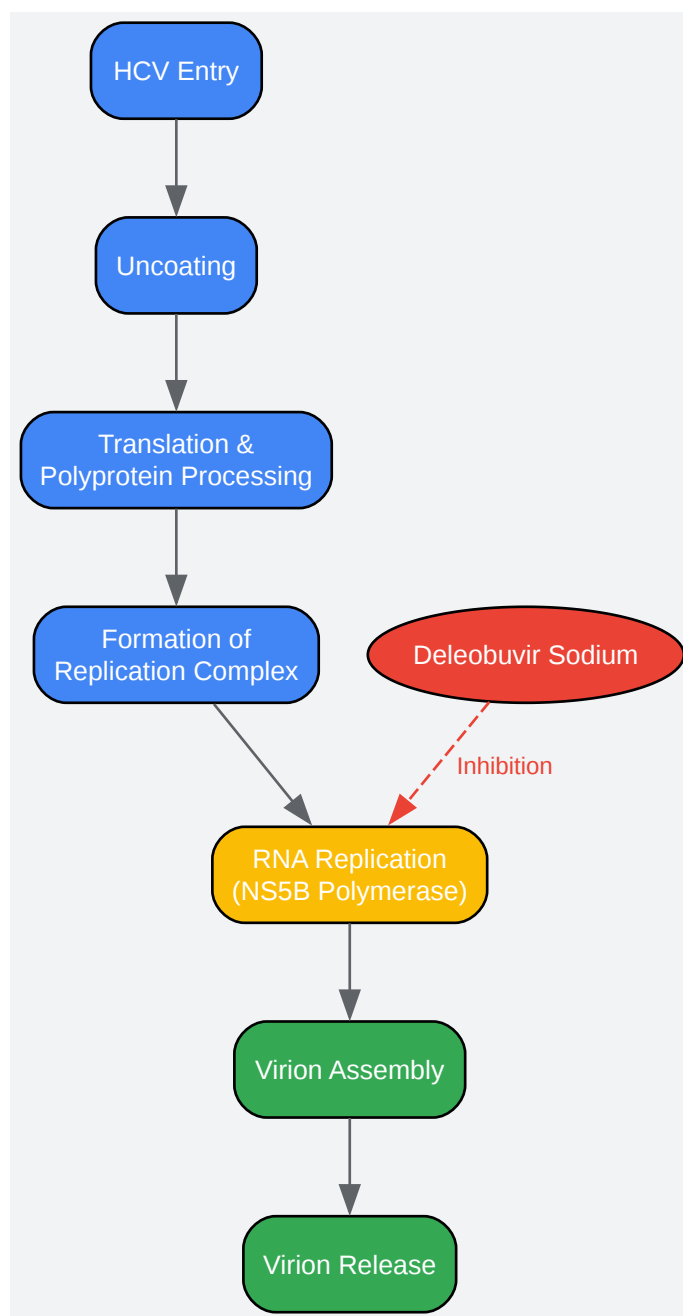 HCV Entry
Uncoating
Translation &
Polyprotein Processing
Formation of
Replication Complex
Deleobuvir Sodium
Inhibition
RNA Replication
(NS5B Polymerase)
Virion Assembly
Virion Release